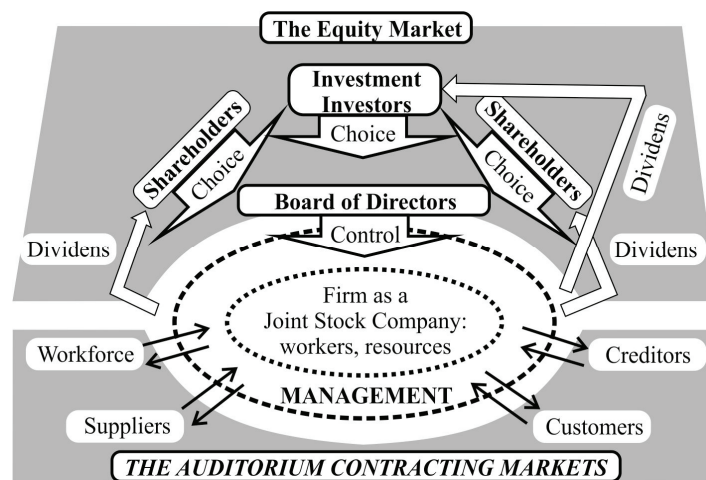 The Equity Market
Investment
Investors
Shareholders
Choice
Choice
Shareholders
Choice
Dividens
Board of Directors
Control
Dividens
Dividens
Firm as a
Joint Stock Company:
workers, resources
Workforce
Creditors
MANAGEMENT
Suppliers
Customers
THE AUDITORIUM CONTRACTING MARKETS